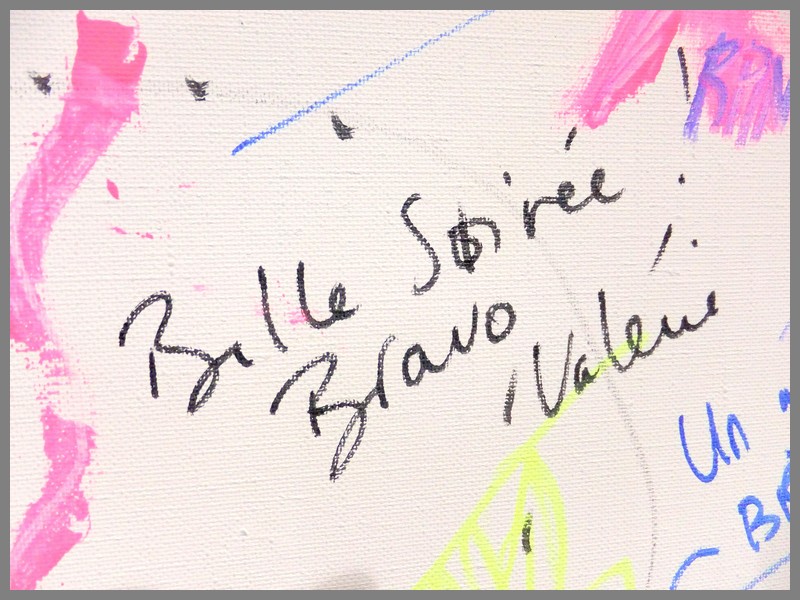 Belle Soirée !
Bravo !
Valérie
Un